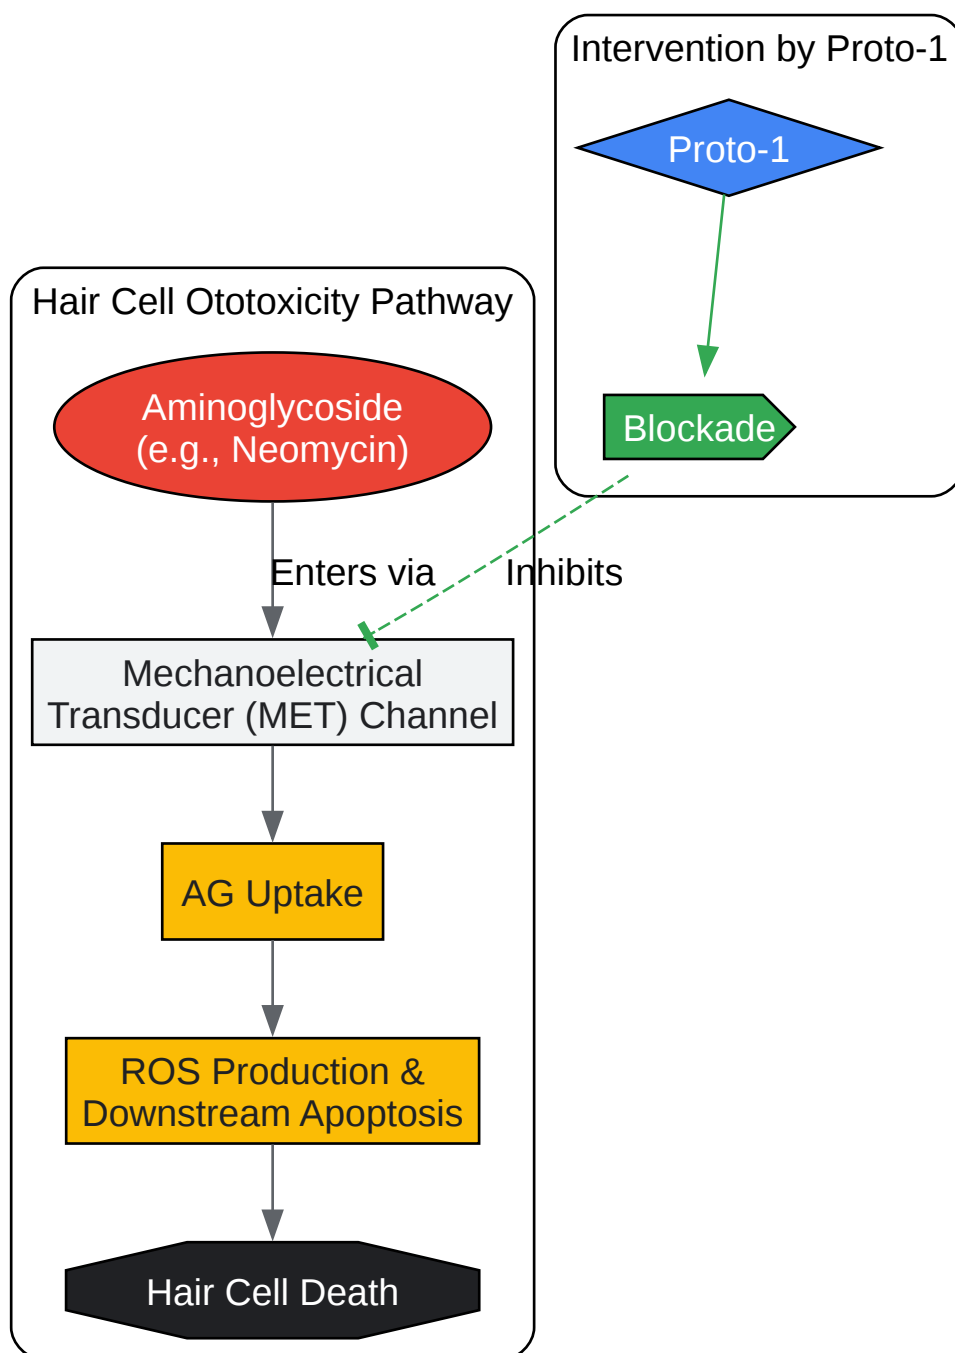 Intervention by Proto-1
Proto-1
Blockade
Hair Cell Ototoxicity Pathway
Aminoglycoside
(e.g., Neomycin)
Enters via
Inhibits
Mechanoelectrical
Transducer (MET) Channel
AG Uptake
ROS Production &
Downstream Apoptosis
Hair Cell Death